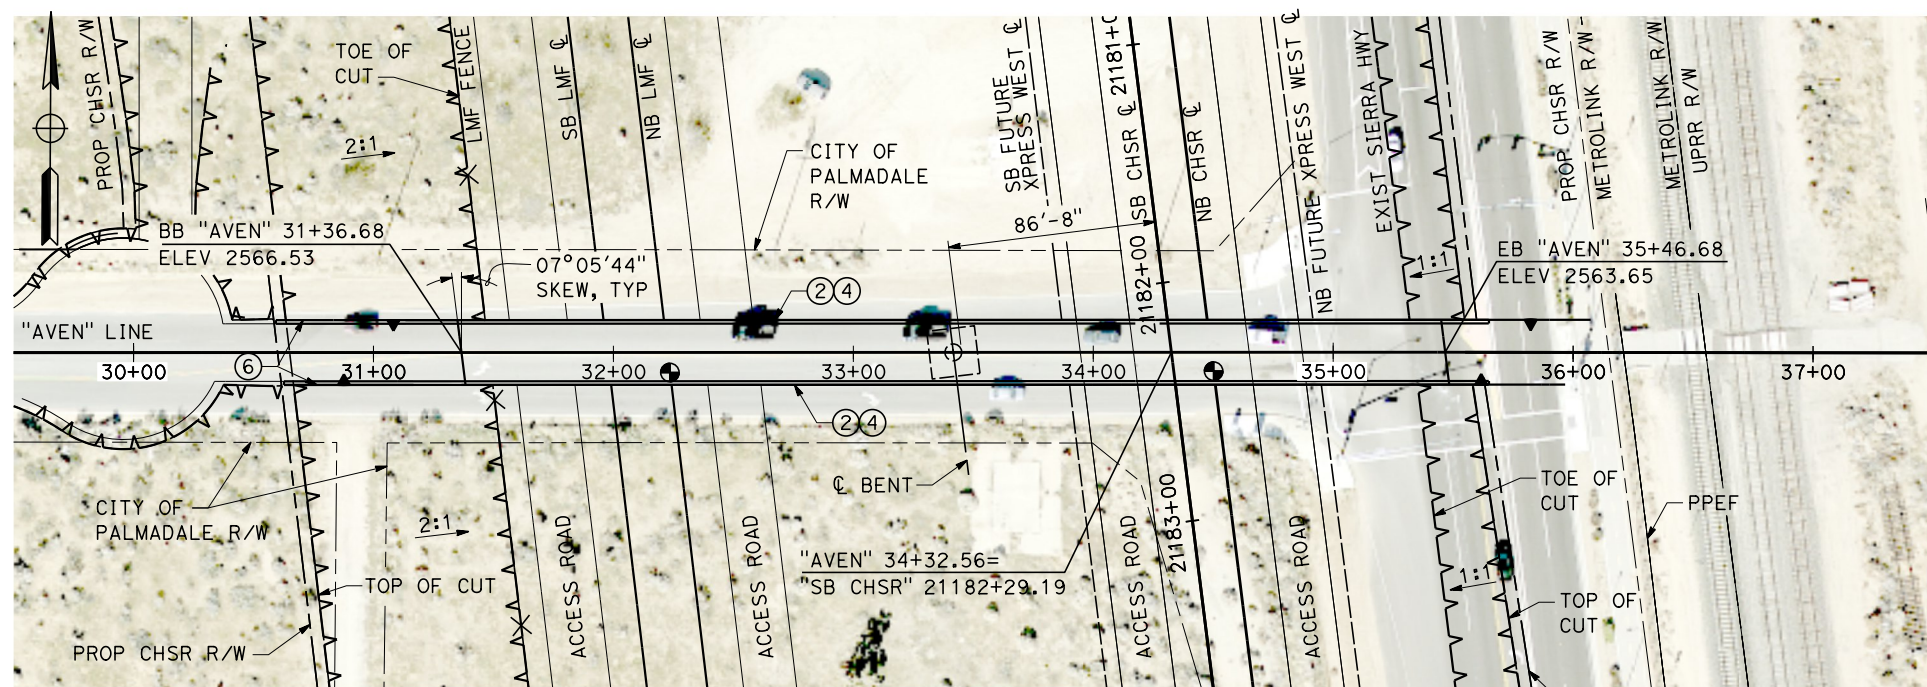 PROP CHSR R/W
TOE OF
CUT
LMF FENCE
SB LMF ℄
NB LMF ℄
2:1
CITY OF
PALMADALE
R/W
SB FUTURE
XPRESS WEST ℄
21181+0
SB CHSR ℄
NB CHSR ℄
NB FUTURE XPRESS WEST ℄
EXIST SIERRA HWY
PROP CHSR R/W
METROLINK R/W
METROLINK R/W
UPRR R/W
BB "AVEN" 31+36.68
ELEV 2566.53
07°05'44"
SKEW, TYP
86'-8"
21182+00
1:1
EB "AVEN" 35+46.68
ELEV 2563.65
2 4
"AVEN" LINE
6
30+00
31+00
32+00
33+00
34+00
35+00
36+00
37+00
2 4
℄ BENT
CITY OF
PALMADALE R/W
2:1
TOP OF CUT
PROP CHSR R/W
ACCESS ROAD
ACCESS ROAD
"AVEN" 34+32.56=
"SB CHSR" 21182+29.19
ACCESS ROAD
21183+00
ACCESS ROAD
TOE OF
CUT
PPEF
1:1
TOP OF
CUT